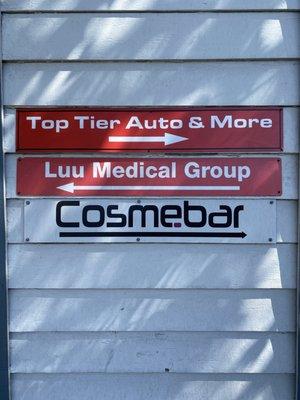 Top Tier Auto & More
Luu Medical Group
Cosmebar